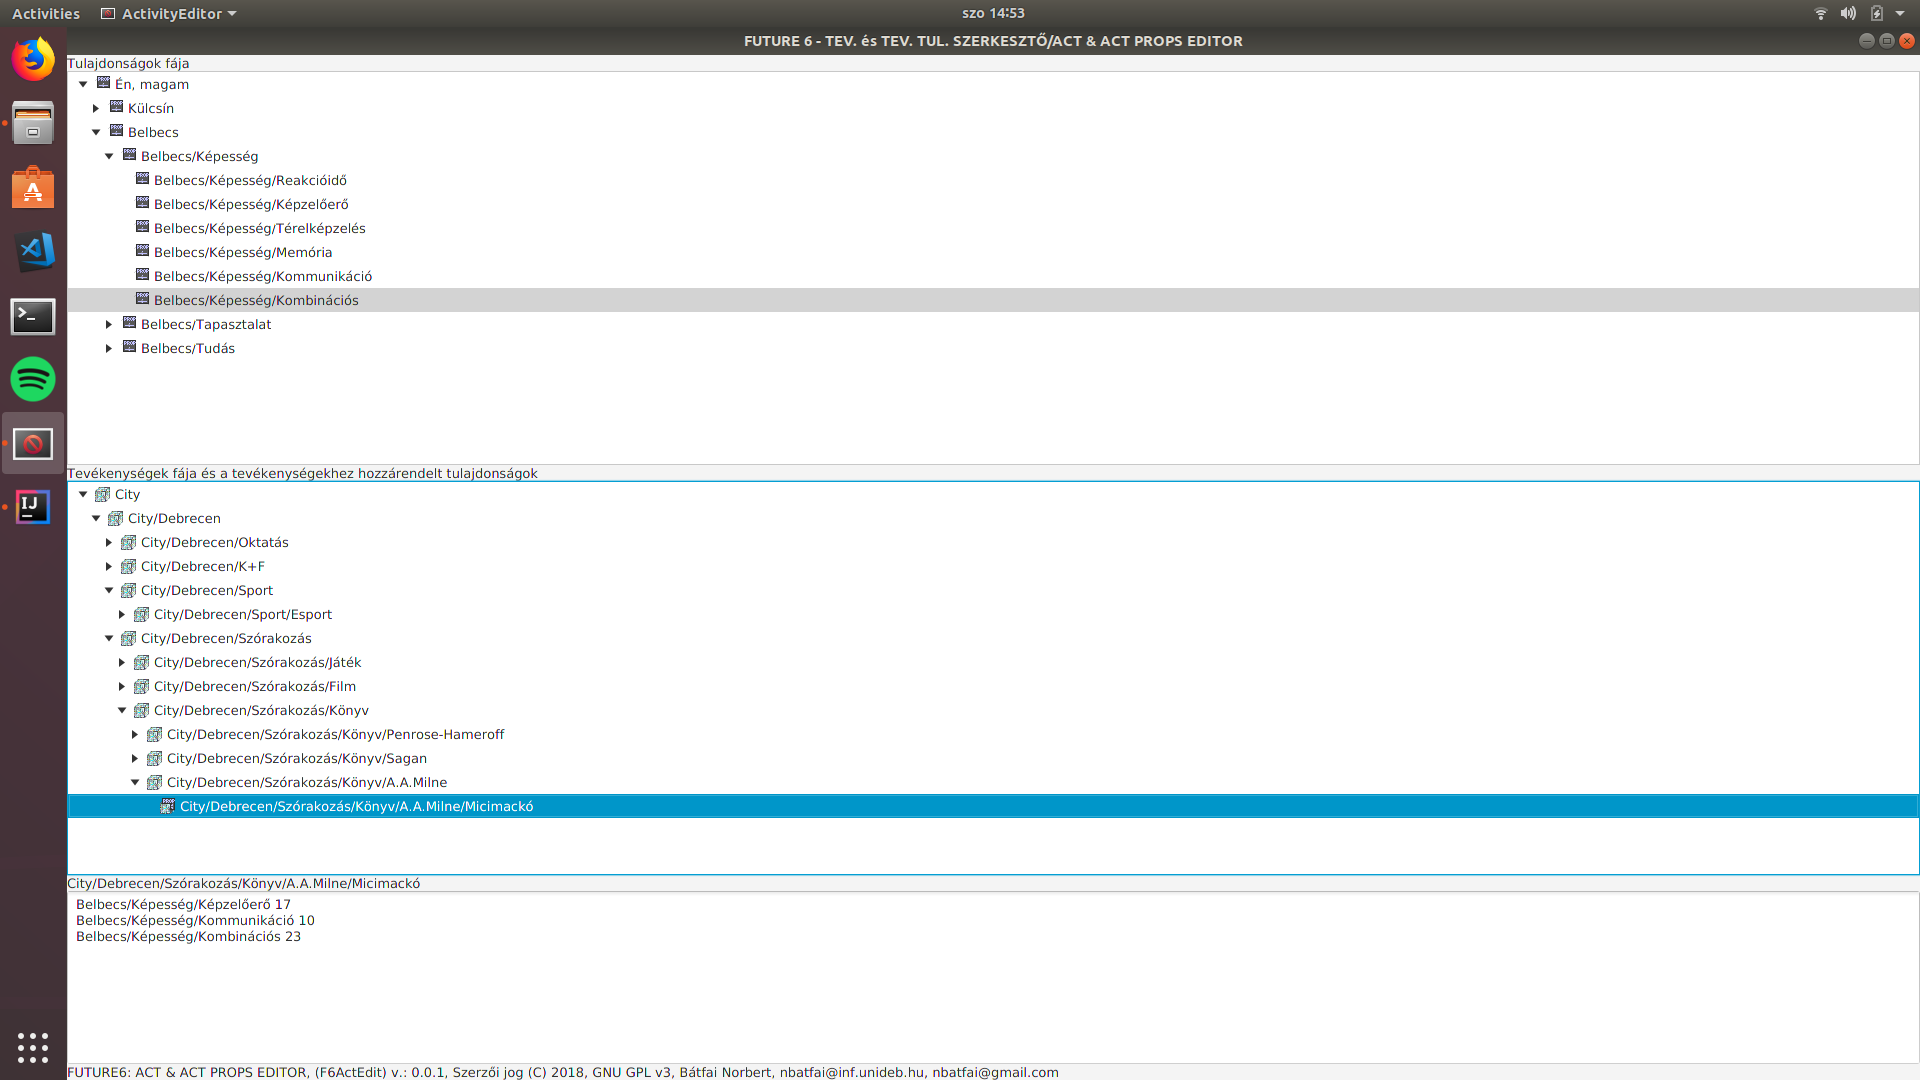 Activities ActivityEditor szo 14:53
FUTURE 6 - TEV. és TEV. TUL. SZERKESZTŐ/ACT & ACT PROPS EDITOR
Tulajdonságok fája
Én, magam
Külcsín
Belbecs
Belbecs/Képesség
Belbecs/Képesség/Reakcióidő
Belbecs/Képesség/Képzelőerő
Belbecs/Képesség/Térelképzelés
Belbecs/Képesség/Memória
Belbecs/Képesség/Kommunikáció
Belbecs/Képesség/Kombinációs
Belbecs/Tapasztalat
Belbecs/Tudás
Tevékenységek fája és a tevékenységekhez hozzárendelt tulajdonságok
City
City/Debrecen
City/Debrecen/Oktatás
City/Debrecen/K+F
City/Debrecen/Sport
City/Debrecen/Sport/Esport
City/Debrecen/Szórakozás
City/Debrecen/Szórakozás/Játék
City/Debrecen/Szórakozás/Film
City/Debrecen/Szórakozás/Könyv
City/Debrecen/Szórakozás/Könyv/Penrose-Hameroff
City/Debrecen/Szórakozás/Könyv/Sagan
City/Debrecen/Szórakozás/Könyv/A.A.Milne
City/Debrecen/Szórakozás/Könyv/A.A.Milne/Micimackó
City/Debrecen/Szórakozás/Könyv/A.A.Milne/Micimackó
Belbecs/Képesség/Képzelőerő 17
Belbecs/Képesség/Kommunikáció 10
Belbecs/Képesség/Kombinációs 23
FUTURE6: ACT & ACT PROPS EDITOR, (F6ActEdit) v.: 0.0.1, Szerzői jog (C) 2018, GNU GPL v3, Bátfai Norbert, nbatfai@inf.unideb.hu, nbatfai@gmail.com